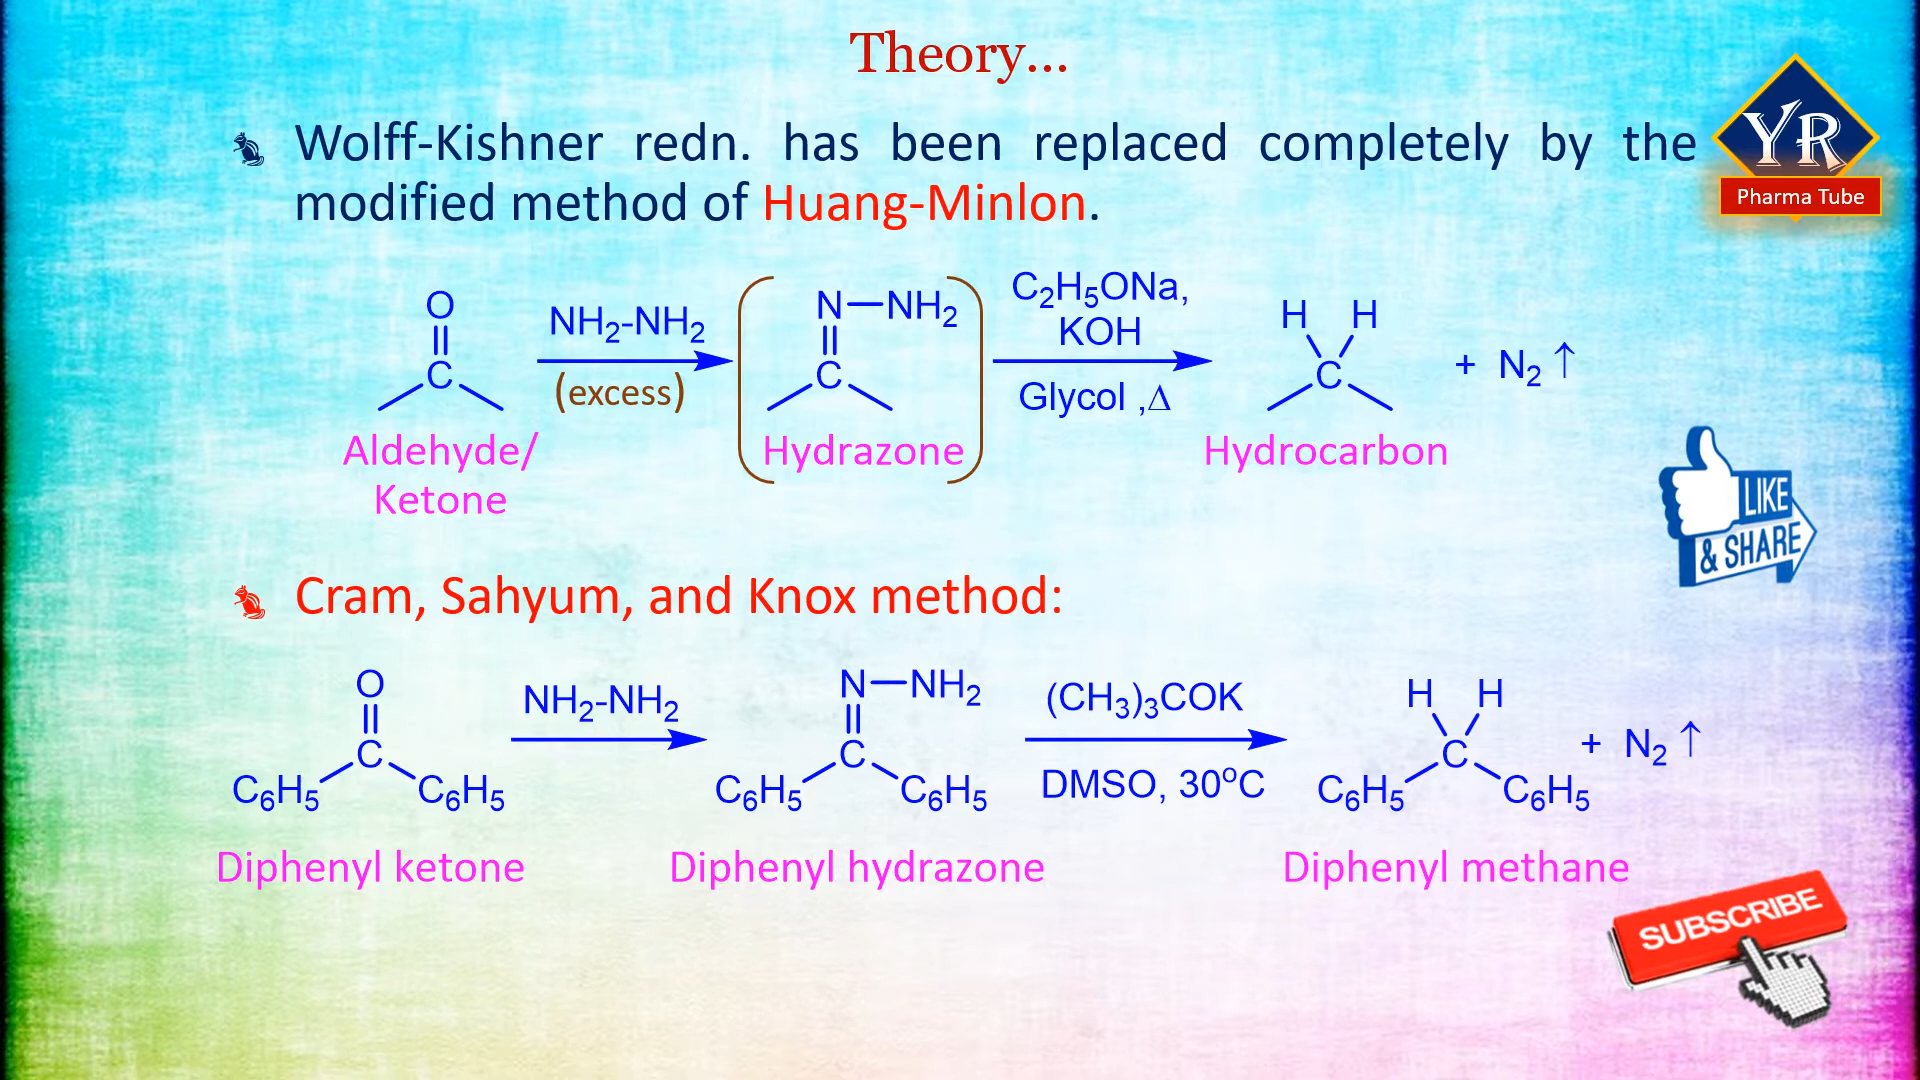 Theory...
Wolff-Kishner redn. has been replaced completely by the
modified method of Huang-Minlon.
YR
Pharma Tube
O
C
NH₂-NH₂
(excess)
N—NH₂
C
C₂H₅ONa,
KOH
Glycol ,Δ
H H
C
+ N₂ ↑
Aldehyde/
Ketone
Hydrazone
Hydrocarbon
LIKE
& SHARE
Cram, Sahyum, and Knox method:
O
C
C₆H₅ C₆H₅
NH₂-NH₂
N—NH₂
C
C₆H₅ C₆H₅
(CH₃)₃COK
DMSO, 30°C
H H
C
C₆H₅ C₆H₅
+ N₂ ↑
Diphenyl ketone
Diphenyl hydrazone
Diphenyl methane
SUBSCRIBE